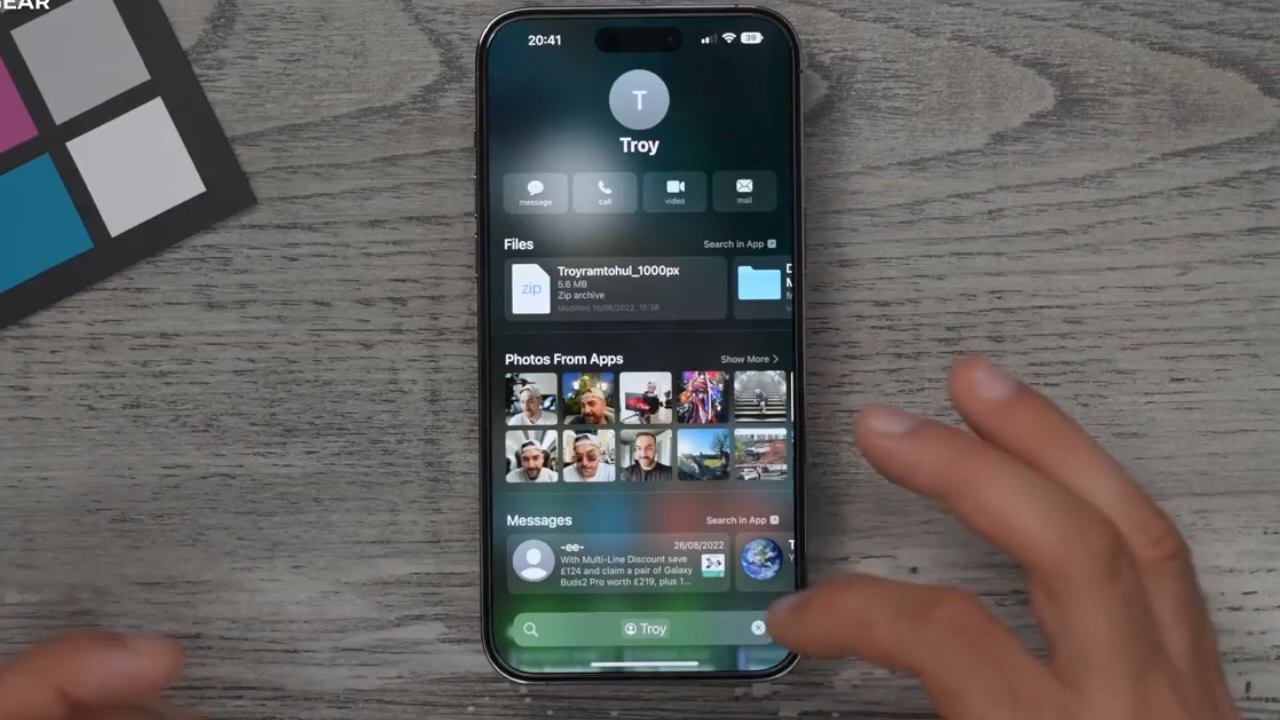 GEAR
20:41
39
T
Troy
message call video mail
Files
Search in App
Troyramtohul_1000px
zip
5.6 MB
Zip archive
Modified 16/06/2022, 15:38
Photos From Apps
Show More >
Messages
Search in App
-ee-
26/08/2022
With Multi-Line Discount save
£124 and claim a pair of Galaxy
Buds2 Pro worth £219, plus 1...
Troy